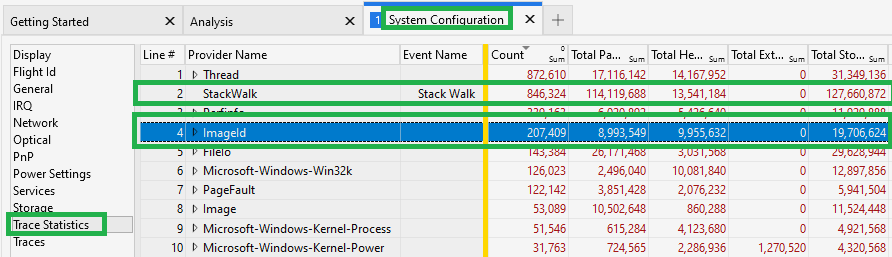 Getting Started Analysis 1 System Configuration
Display
Flight Id
General
IRQ
Network
Optical
PnP
Power Settings
Services
Storage
Trace Statistics
Traces
Line # Provider Name Event Name Count Sum Total Pa... Sum Total He... Sum Total Ext... Sum Total Sto... Sum
1 Thread 872,610 17,116,142 14,167,952 0 31,349,136
2 StackWalk Stack Walk 846,324 114,119,688 13,541,184 0 127,660,872
4 ImageId 207,409 8,993,549 9,955,632 0 19,706,624
5 FileIo 143,384 26,171,468 3,031,568 0 29,628,944
6 Microsoft-Windows-Win32k 126,023 2,496,040 10,081,840 0 12,897,856
7 PageFault 122,142 3,851,428 2,076,232 0 5,941,504
8 Image 53,089 10,502,648 860,288 0 11,524,448
9 Microsoft-Windows-Kernel-Process 51,546 615,284 4,123,680 0 4,921,568
10 Microsoft-Windows-Kernel-Power 31,763 724,565 2,286,936 1,270,520 4,320,568